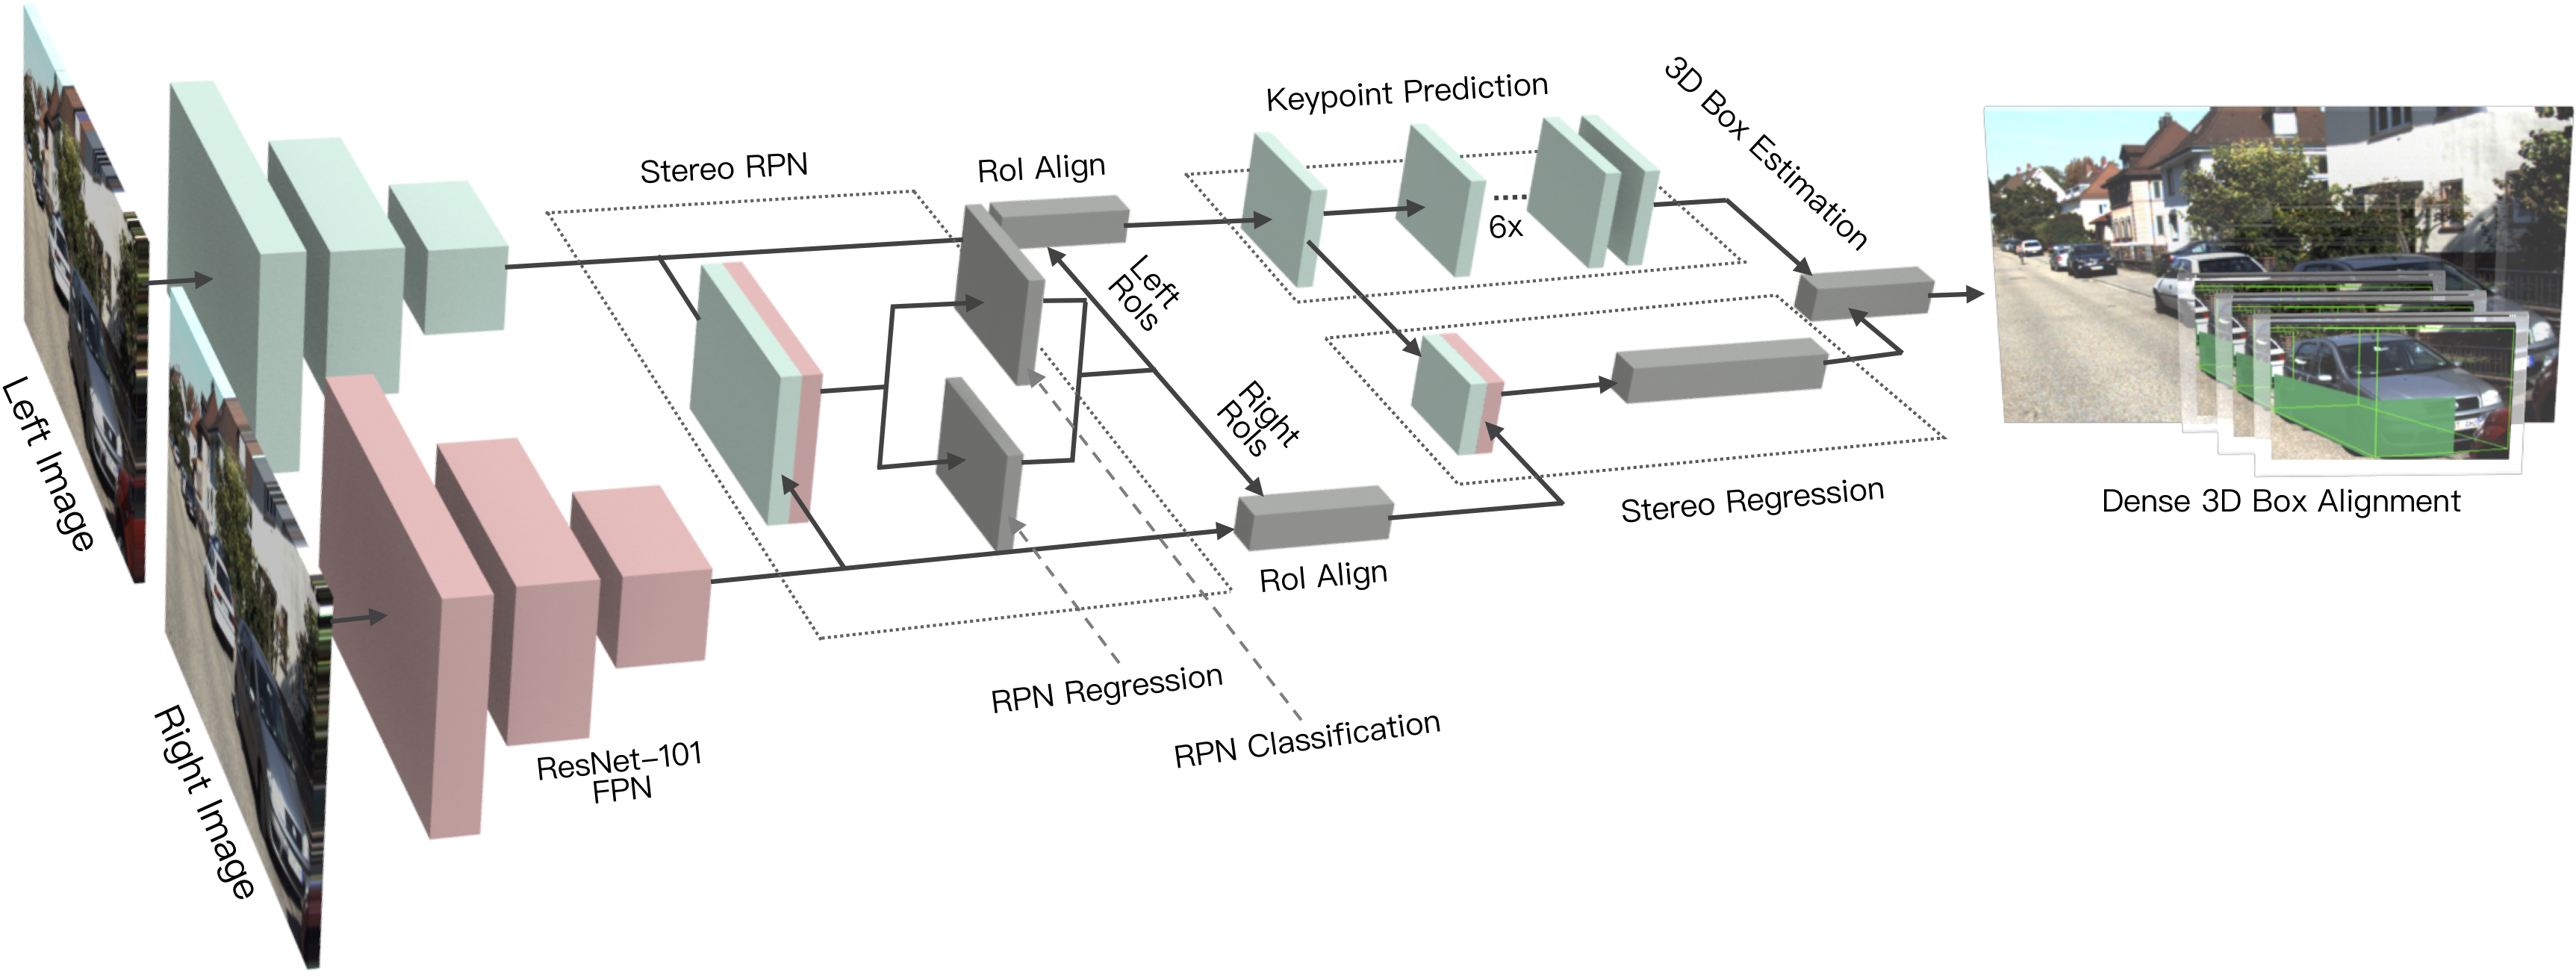 Left Image
Right Image
ResNet-101
FPN
Stereo RPN
RoI Align
Left
RoIs
Right
RoIs
RoI Align
RPN Regression
RPN Classification
Keypoint Prediction
6x
3D Box Estimation
Stereo Regression
Dense 3D Box Alignment